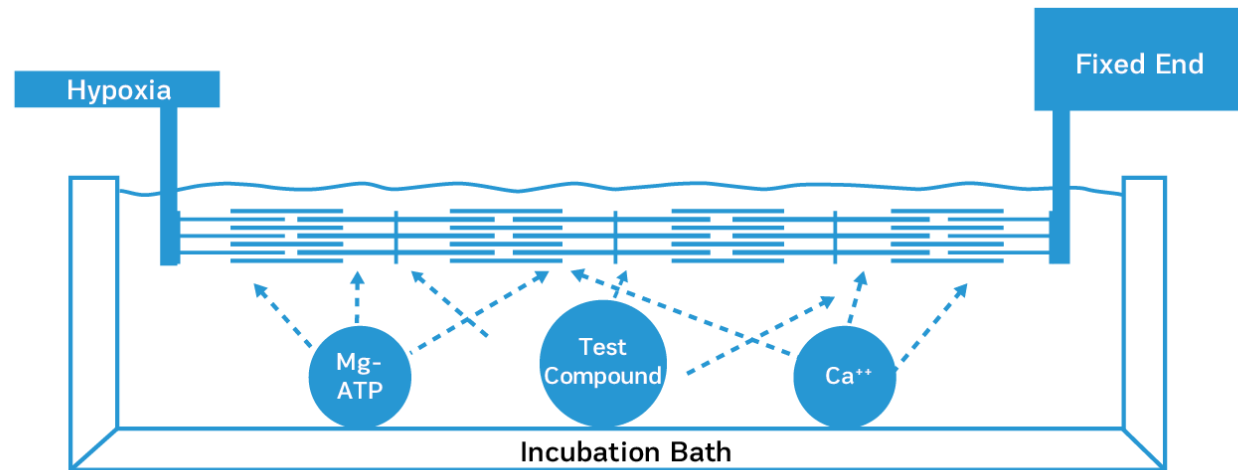 Hypoxia
Fixed End
Mg-
ATP
Test
Compound
Ca⁺⁺
Incubation Bath